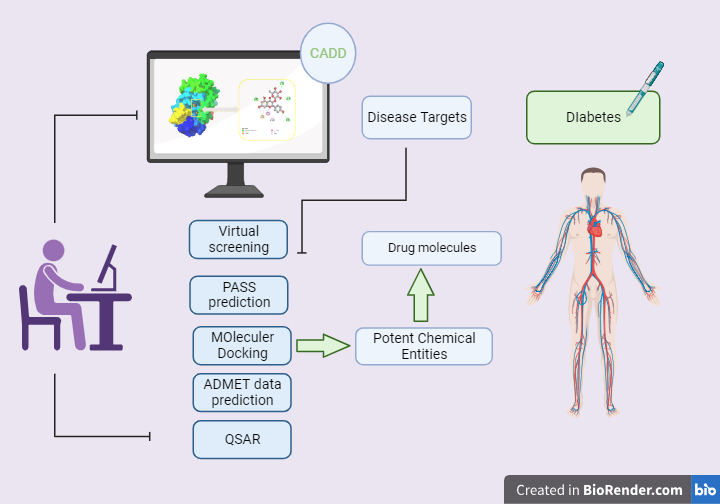 CADD
Disease Targets
DIabetes
Virtual
screening
Drug molecules
PASS
prediction
MOleculer
Docking
Potent Chemical
Entities
ADMET data
prediction
QSAR
Created in BioRender.com
bio